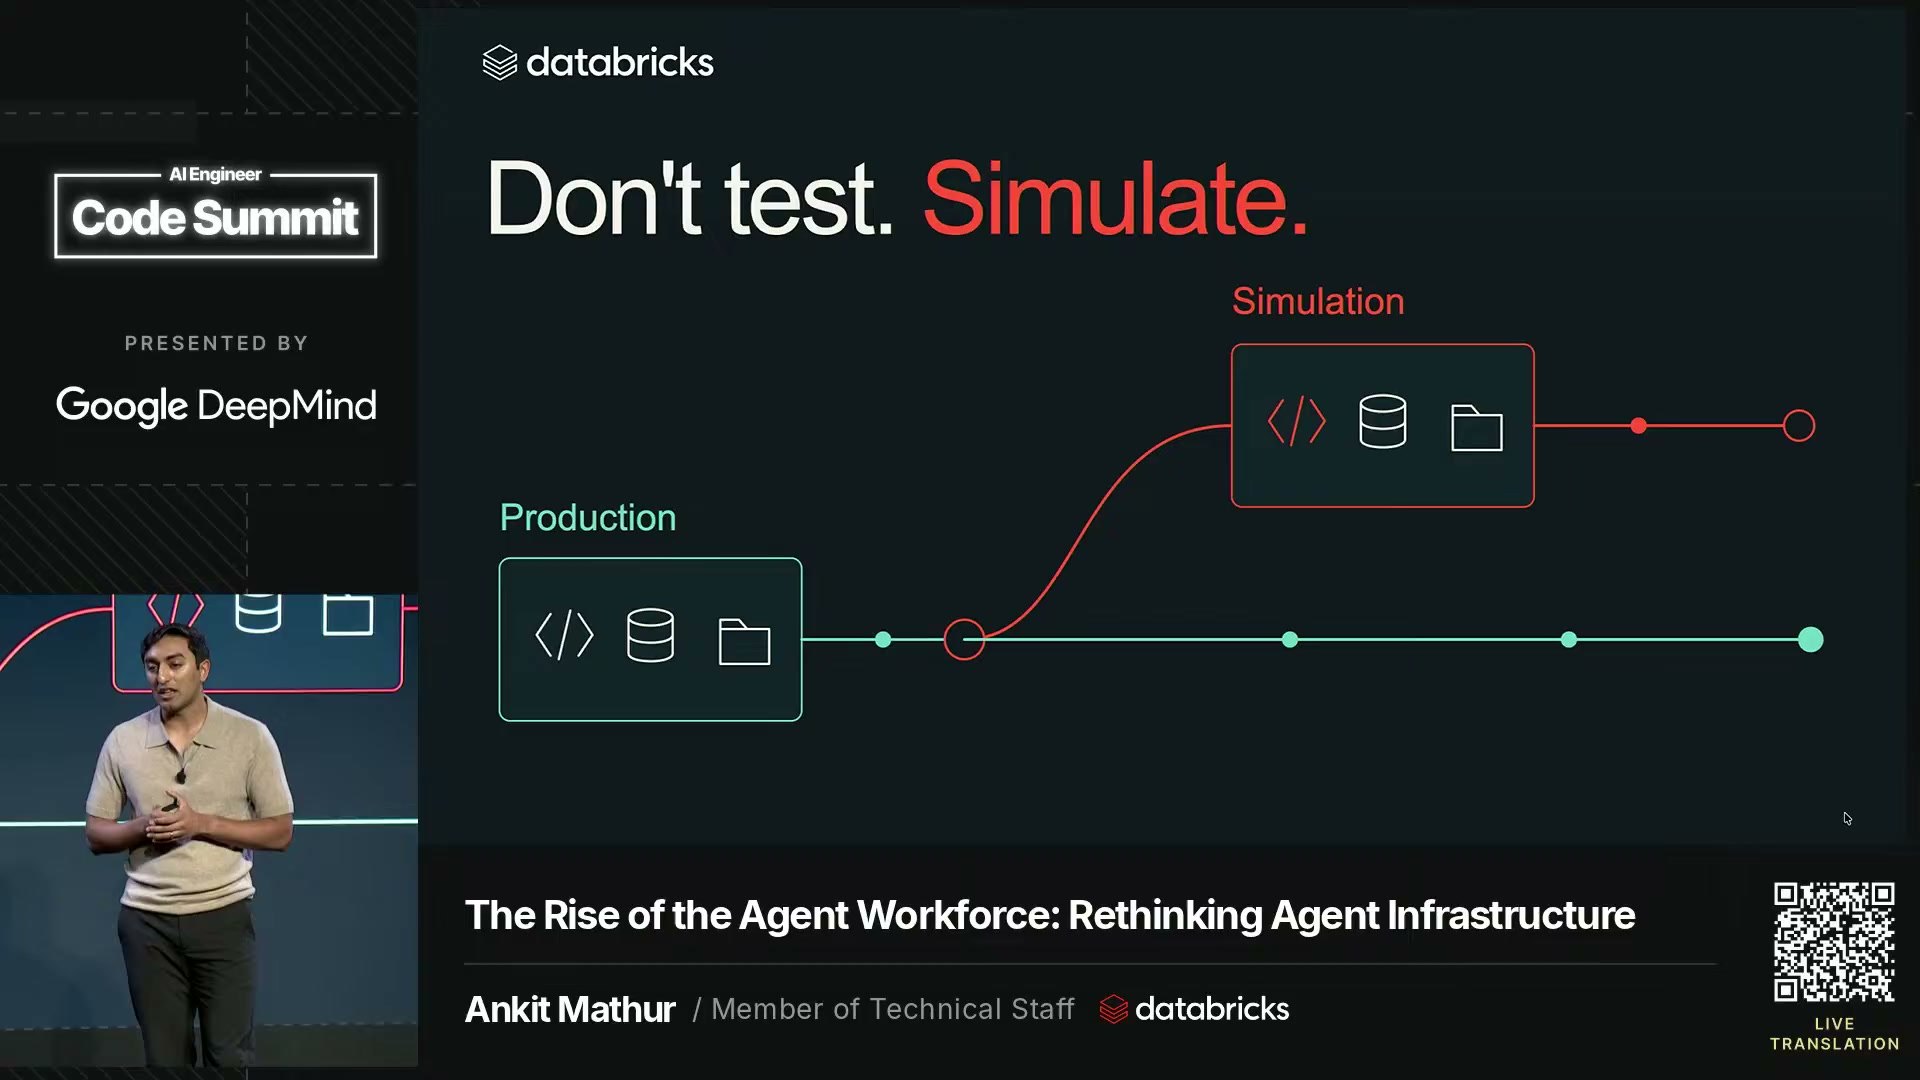 databricks
Don't test. Simulate.
AI Engineer
Code Summit
PRESENTED BY
Google DeepMind
Simulation
Production
The Rise of the Agent Workforce: Rethinking Agent Infrastructure
Ankit Mathur / Member of Technical Staff databricks
LIVE
TRANSLATION